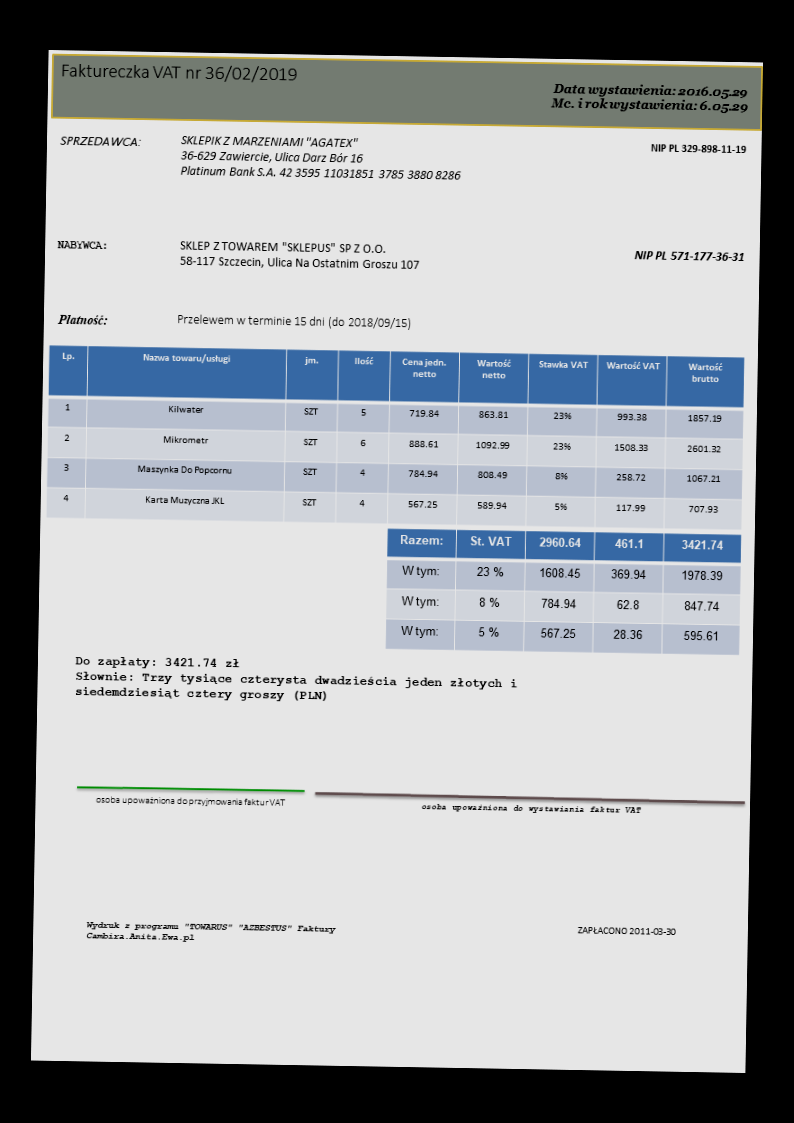 Faktureczka VAT nr 36/02/2019
Data wystawienia: 2016.05.29
Mc. i rok wystawienia: 6.05.29
SPRZEDAWCA:
SKLEPIK Z MARZENIAMI "AGATEX"
36-629 Zawiercie, Ulica Darz Bór 16
Platinum Bank S.A. 42 3595 11031851 3785 3880 8286
NIP PL 329-898-11-19
NABYWCA:
SKLEP Z TOWAREM "SKLEPUS" SP Z O.O.
58-117 Szczecin, Ulica Na Ostatnim Groszu 107
NIP PL 571-177-36-31
Płatność:
Przelewem w terminie 15 dni (do 2018/09/15)
Lp. Nazwa towaru/usługi jm. Ilość Cena jedn. netto Wartość netto Stawka VAT Wartość VAT Wartość brutto
1 Kilwater SZT 5 719.84 863.81 23% 993.38 1857.19
2 Mikrometr SZT 6 888.61 1092.99 23% 1508.33 2601.32
3 Maszynka Do Popcornu SZT 4 784.94 808.49 8% 258.72 1067.21
4 Karta Muzyczna JKL SZT 4 567.25 589.94 5% 117.99 707.93
Razem: St. VAT 2960.64 461.1 3421.74
W tym: 23 % 1608.45 369.94 1978.39
W tym: 8 % 784.94 62.8 847.74
W tym: 5 % 567.25 28.36 595.61
Do zapłaty: 3421.74 zł
Słownie: Trzy tysiące czterysta dwadzieścia jeden złotych i
siedemdziesiąt cztery groszy (PLN)
osoba upoważniona do przyjmowania faktur VAT
osoba upoważniona do wystawiania faktur VAT
Wydruk z programu "TOWARUS" "AZBESTUS" Faktury
Cambira.Anita.Ewa.pl
ZAPŁACONO 2011-03-30